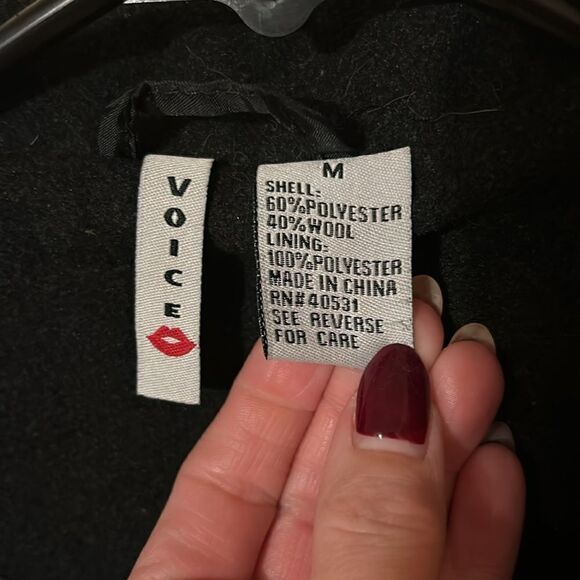 VOICE
M
SHELL:
60%POLYESTER
40%WOOL
LINING:
100%POLYESTER
MADE IN CHINA
RN#40531
SEE REVERSE
FOR CARE